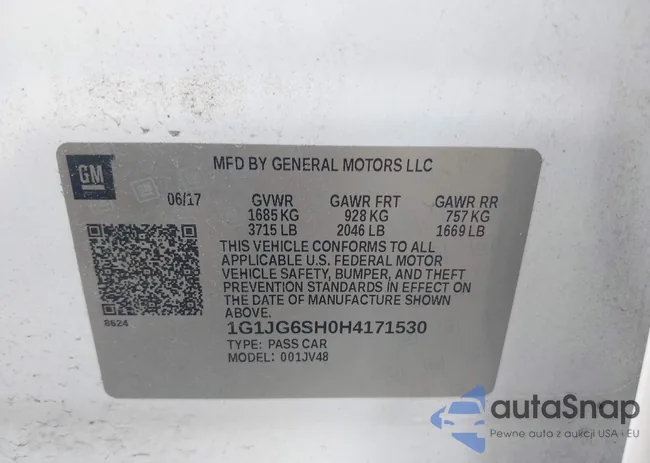 GM
MFD BY GENERAL MOTORS LLC
06/17 GVWR GAWR FRT GAWR RR
1685 KG 928 KG 757 KG
3715 LB 2046 LB 1669 LB
THIS VEHICLE CONFORMS TO ALL
APPLICABLE U.S. FEDERAL MOTOR
VEHICLE SAFETY, BUMPER, AND THEFT
PREVENTION STANDARDS IN EFFECT ON
THE DATE OF MANUFACTURE SHOWN
ABOVE.
8624
1G1JG6SH0H4171530
TYPE: PASS CAR
MODEL: 001JV48
autaSnap
Pewne auta z aukcji USA i EU